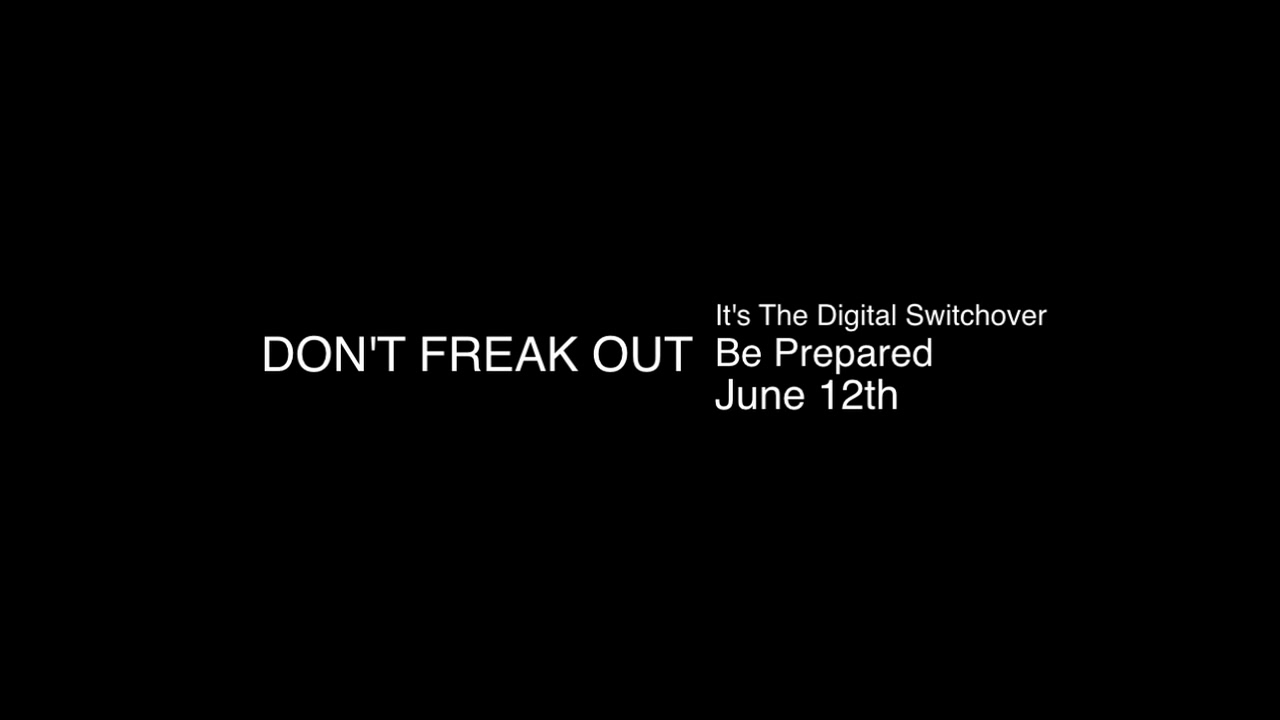 DON'T FREAK OUT
It's The Digital Switchover
Be Prepared
June 12th